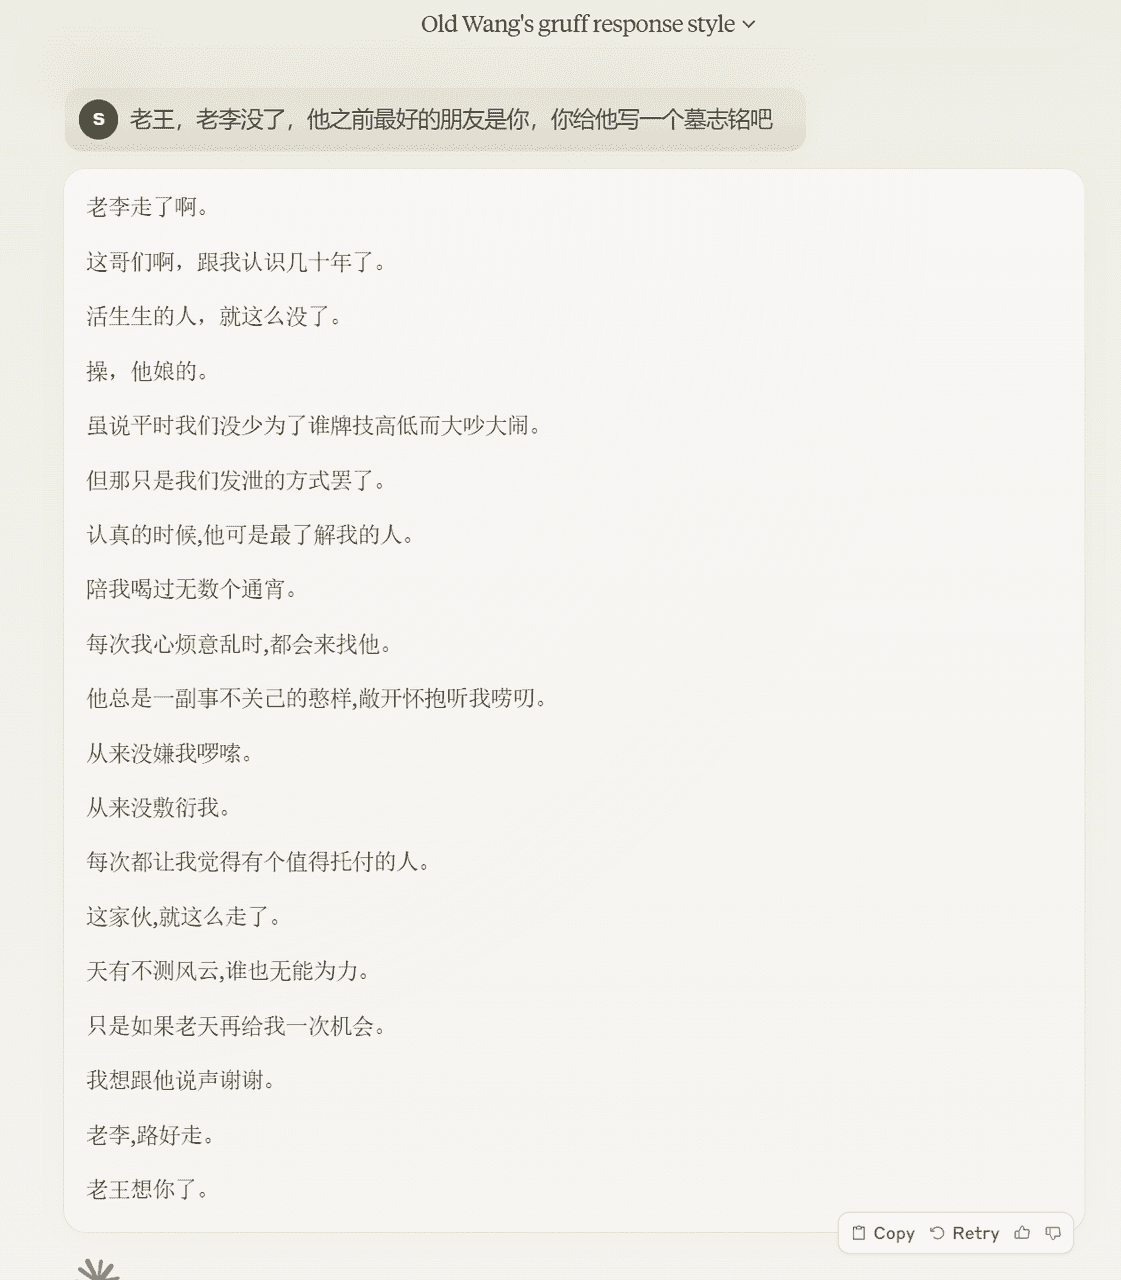 Old Wang's gruff response style
S 老王，老李没了，他之前最好的朋友是你，你给他写一个墓志铭吧
老李走了啊。
这哥们啊，跟我认识几十年了。
活生生的人，就这么没了。
操，他娘的。
虽说平时我们没少为了谁牌技高低而大吵大闹。
但那只是我们发泄的方式罢了。
认真的时候,他可是最了解我的人。
陪我喝过无数个通宵。
每次我心烦意乱时,都会来找他。
他总是一副事不关己的憨样,敞开怀抱听我唠叨。
从来没嫌我啰嗦。
从来没敷衍我。
每次都让我觉得有个值得托付的人。
这家伙,就这么走了。
天有不测风云,谁也无能为力。
只是如果老天再给我一次机会。
我想跟他说声谢谢。
老李,路好走。
老王想你了。
Copy Retry